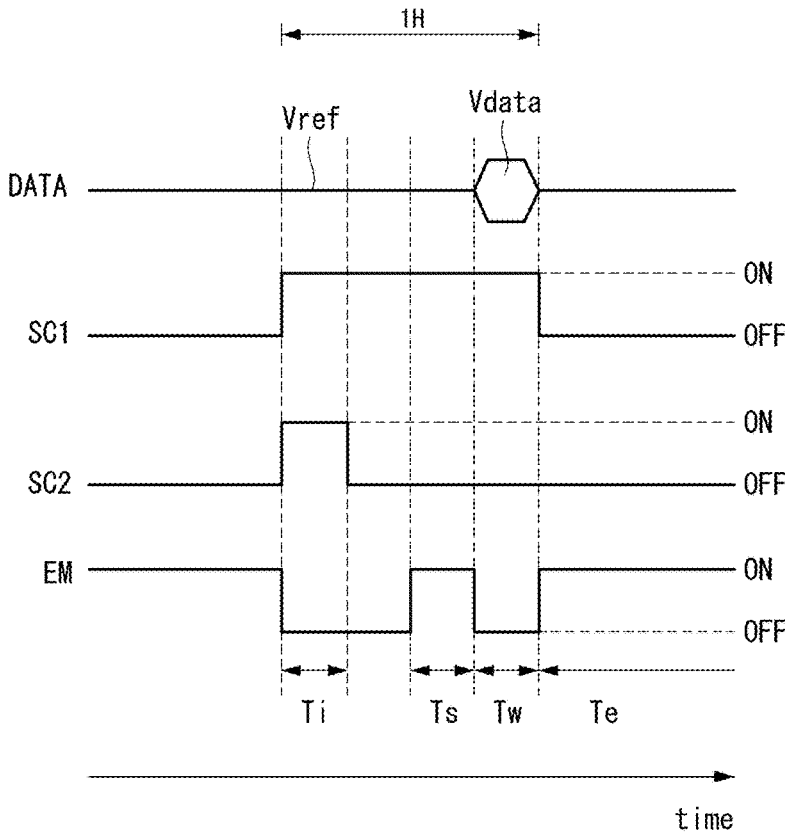 1H
Vref
Vdata
DATA
ON
SC1
OFF
ON
SC2
OFF
EM
ON
OFF
Ti
Ts
Tw
Te
time